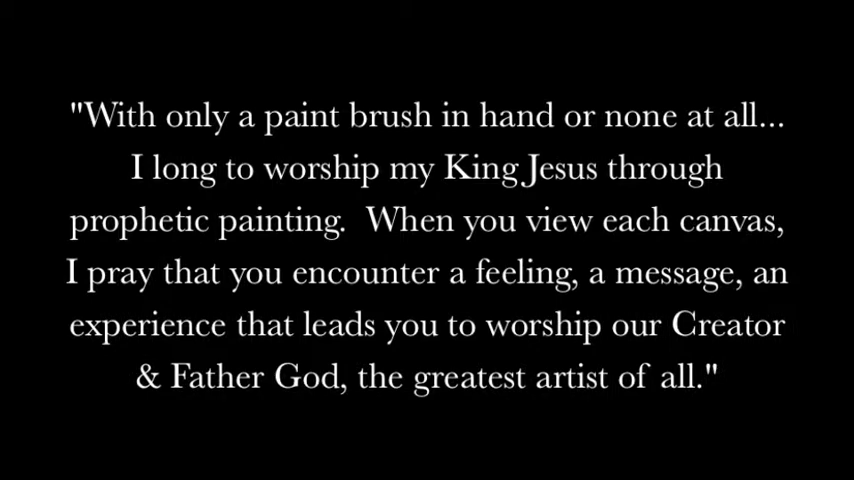 "With only a paint brush in hand or none at all...
I long to worship my King Jesus through
prophetic painting.  When you view each canvas,
I pray that you encounter a feeling, a message, an
experience that leads you to worship our Creator
& Father God, the greatest artist of all."